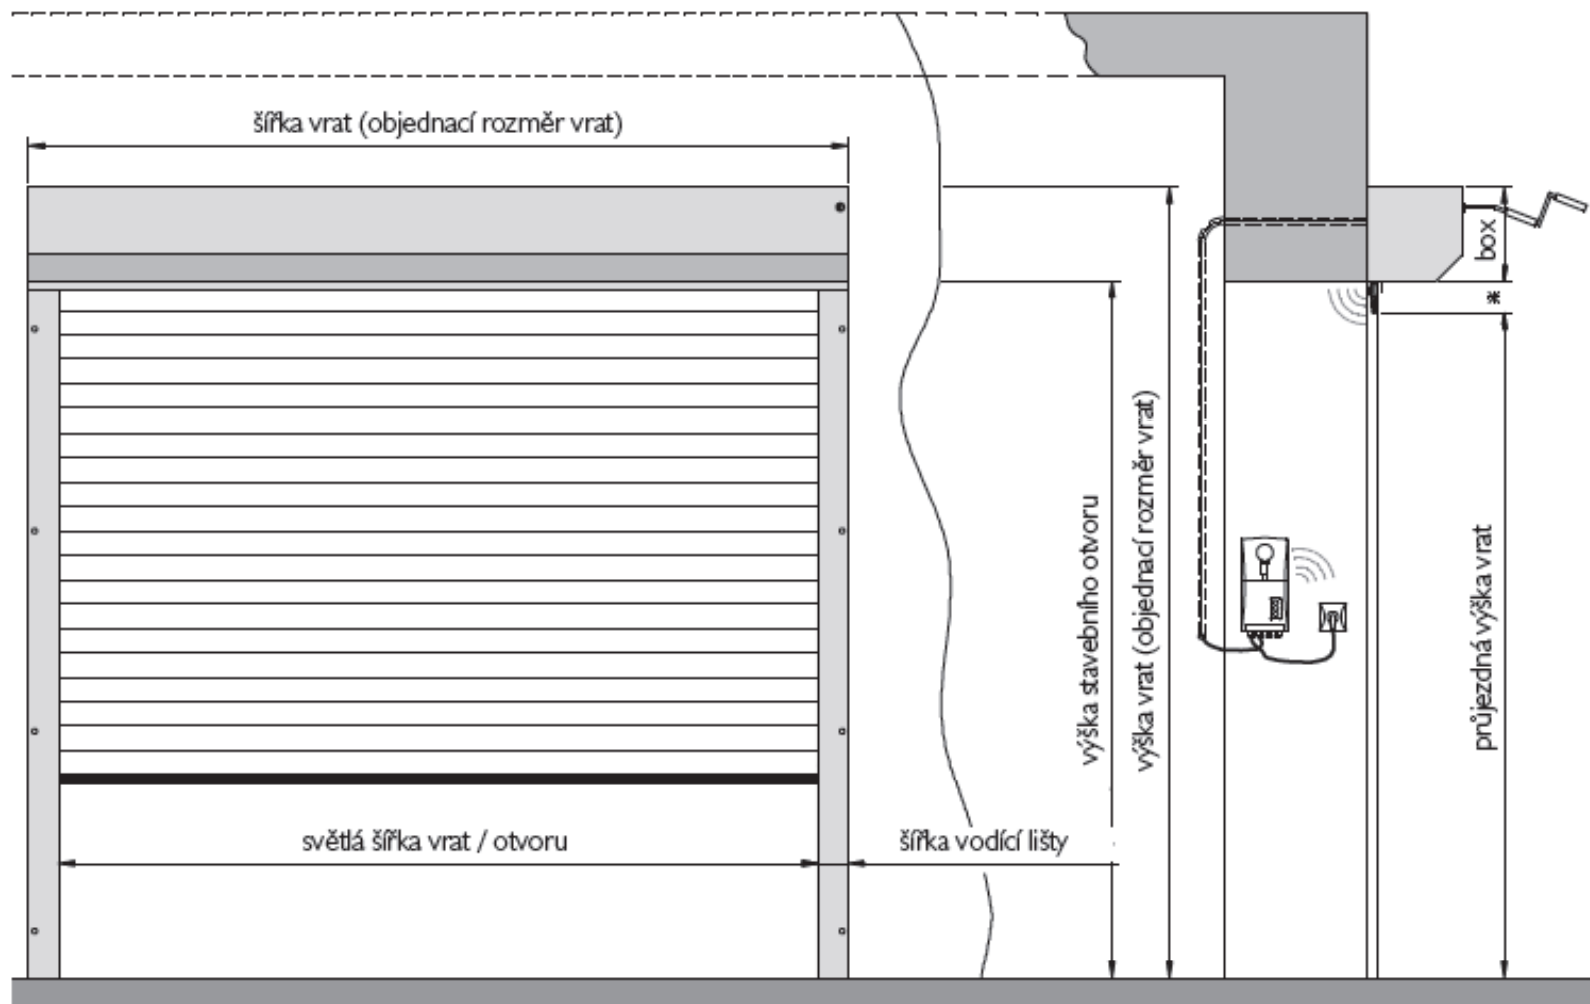 šířka vrat (objednací rozměr vrat)
box
*
výška stavebního otvoru
výška vrat (objednací rozměr vrat)
průjezdná výška vrat
světlá šířka vrat / otvoru
šířka vodící lišty